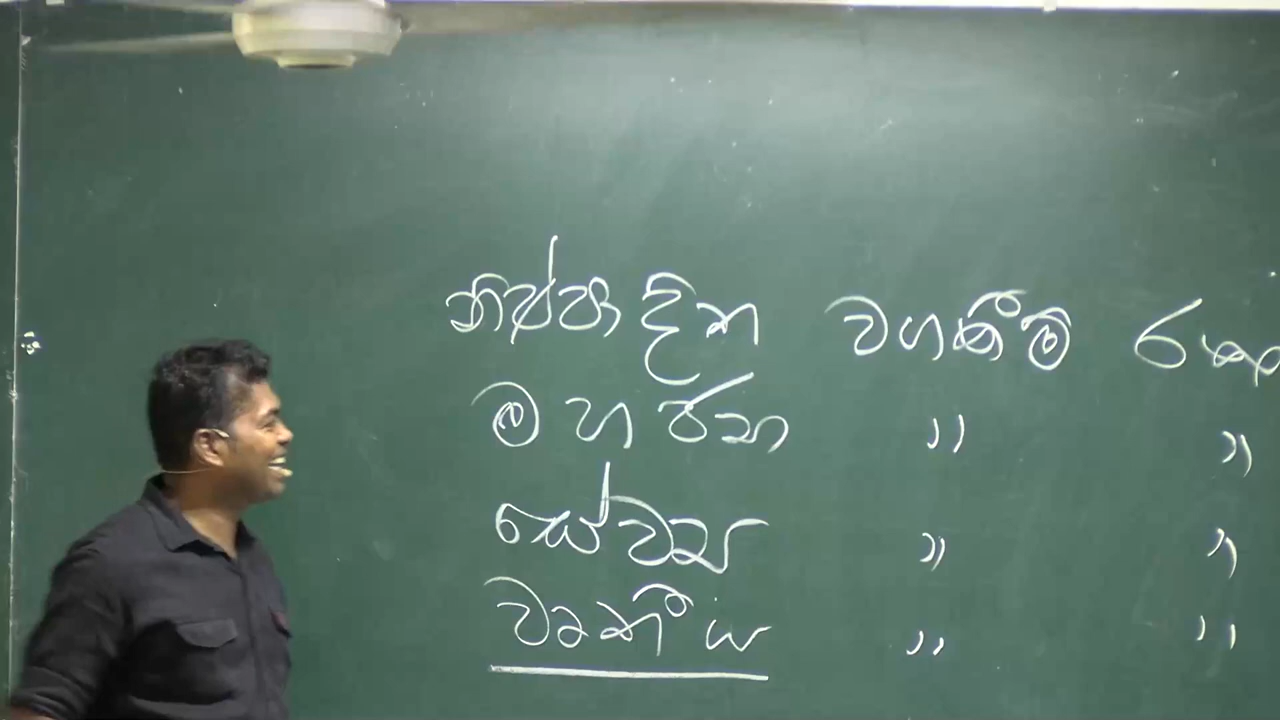 නිෂ්පාදන වගකීම්
මහජන " "
සේවක " "
වෘත්තීය " "